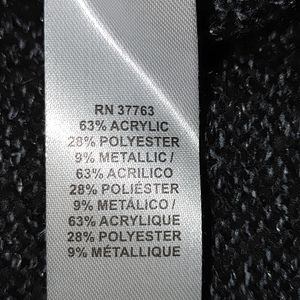 RN 37763
63% ACRYLIC
28% POLYESTER
9% METALLIC /
63% ACRILICO
28% POLIÉSTER
9% METÁLICO /
63% ACRYLIQUE
28% POLYESTER
9% MÉTALLIQUE